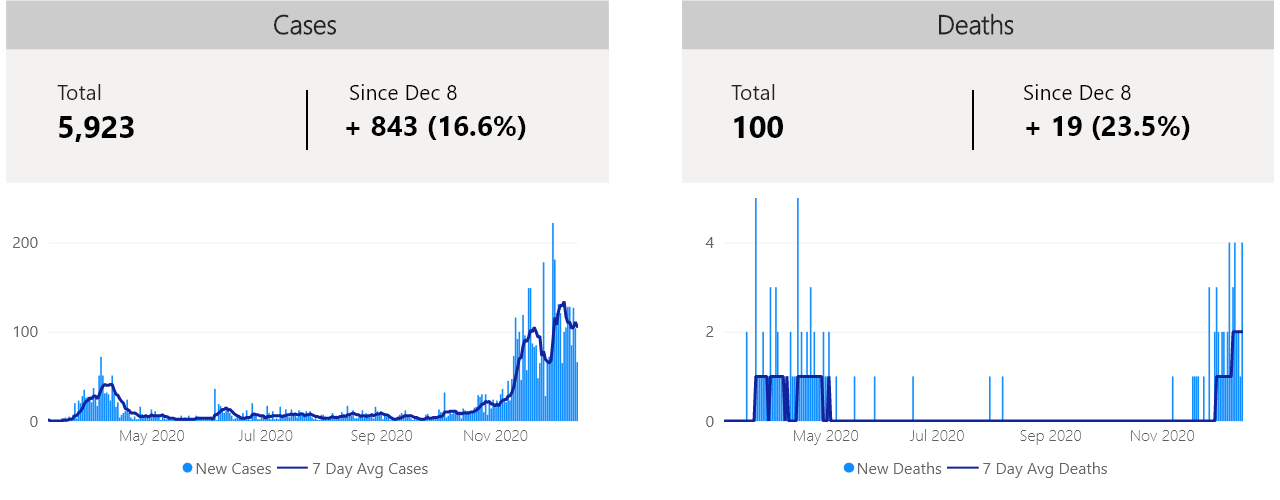 Cases
Total
5,923
Since Dec 8
+ 843 (16.6%)
200
100
0
May 2020 Jul 2020 Sep 2020 Nov 2020
New Cases 7 Day Avg Cases
Deaths
Total
100
Since Dec 8
+ 19 (23.5%)
4
2
0
May 2020 Jul 2020 Sep 2020 Nov 2020
New Deaths 7 Day Avg Deaths